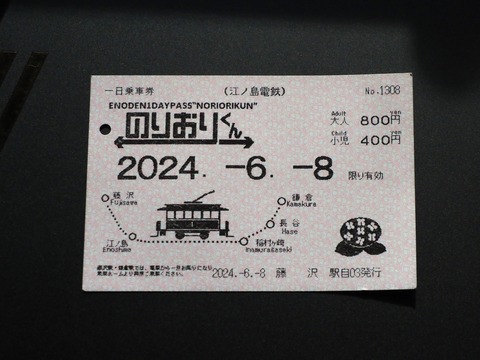 一日乗車券 (江ノ島電鉄) No.1308
ENODEN1DAYPASS"NORIORIKUN"
のりおりくん
Adult yen
大人 800円
Child yen
小児 400円
2024. -6. -8 限り有効
藤沢
Fujisawa
鎌倉
Kamakura
長谷
Hase
江ノ島
Enoshima
稲村ヶ崎
Inamuragasaki
2024.-6.-8 藤 沢 駅自03発行